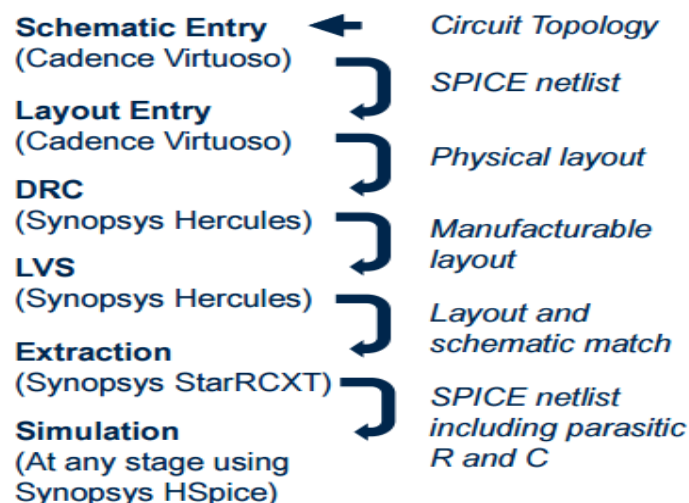 Schematic Entry
Circuit Topology
(Cadence Virtuoso)
SPICE netlist
Layout Entry
(Cadence Virtuoso)
Physical layout
DRC
(Synopsys Hercules)
Manufacturable
layout
LVS
(Synopsys Hercules)
Layout and
schematic match
Extraction
(Synopsys StarRCXT)
SPICE netlist
including parasitic
R and C
Simulation
(At any stage using
Synopsys HSpice)